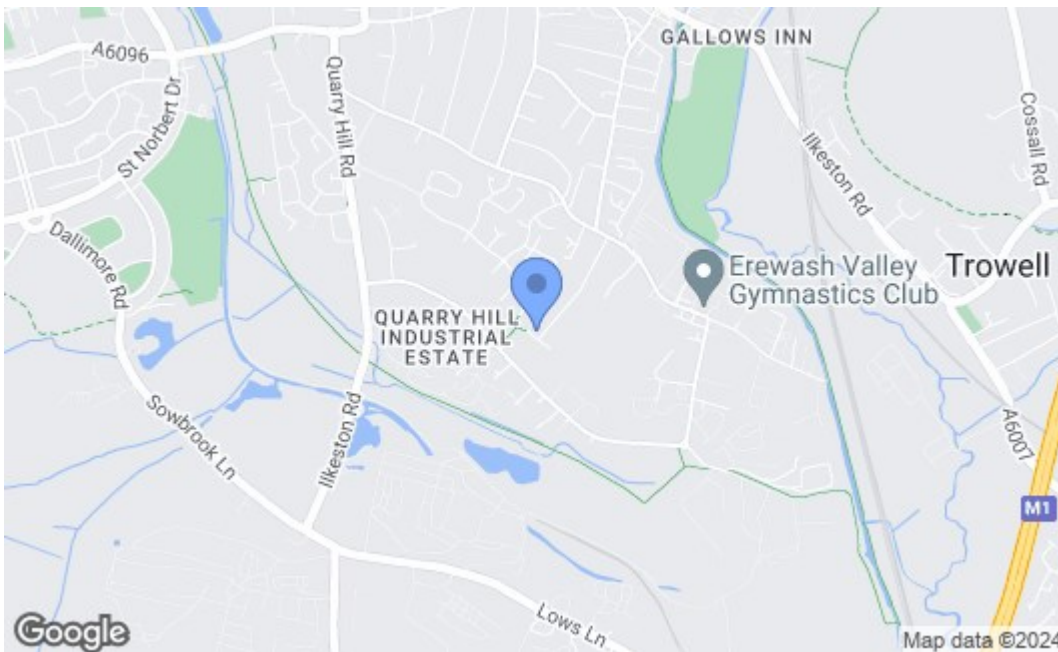 GALLOWS INN
A6096
Quarry Hill Rd
St Norbert Dr
Cossall Rd
Ilkeston Rd
Dallimore Rd
Erewash Valley
Gymnastics Club
Trowell
QUARRY HILL
INDUSTRIAL
ESTATE
Ilkeston Rd
Sowbrook Ln
A6007
M1
Lows Ln
Google
Map data ©2024